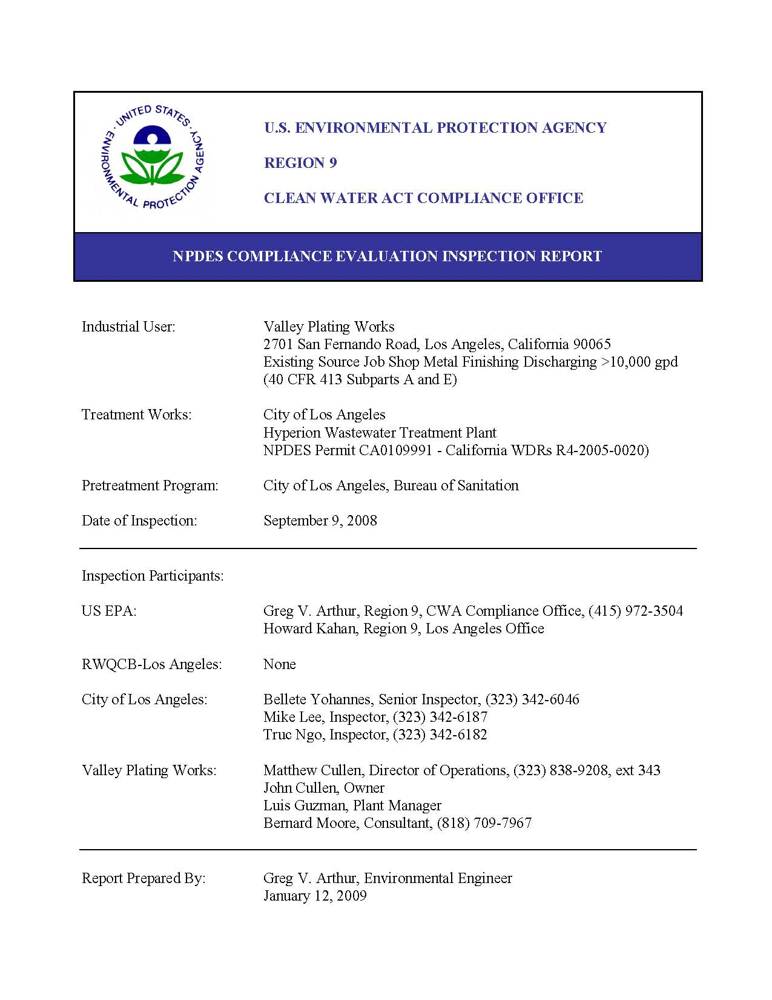 UNITED STATES · ENVIRONMENTAL PROTECTION AGENCY ·
U.S. ENVIRONMENTAL PROTECTION AGENCY
REGION 9
CLEAN WATER ACT COMPLIANCE OFFICE
NPDES COMPLIANCE EVALUATION INSPECTION REPORT
Industrial User: Valley Plating Works
2701 San Fernando Road, Los Angeles, California 90065
Existing Source Job Shop Metal Finishing Discharging >10,000 gpd
(40 CFR 413 Subparts A and E)
Treatment Works: City of Los Angeles
Hyperion Wastewater Treatment Plant
NPDES Permit CA0109991 - California WDRs R4-2005-0020)
Pretreatment Program: City of Los Angeles, Bureau of Sanitation
Date of Inspection: September 9, 2008
Inspection Participants:
US EPA: Greg V. Arthur, Region 9, CWA Compliance Office, (415) 972-3504
Howard Kahan, Region 9, Los Angeles Office
RWQCB-Los Angeles: None
City of Los Angeles: Bellete Yohannes, Senior Inspector, (323) 342-6046
Mike Lee, Inspector, (323) 342-6187
Truc Ngo, Inspector, (323) 342-6182
Valley Plating Works: Matthew Cullen, Director of Operations, (323) 838-9208, ext 343
John Cullen, Owner
Luis Guzman, Plant Manager
Bernard Moore, Consultant, (818) 709-7967
Report Prepared By: Greg V. Arthur, Environmental Engineer
January 12, 2009